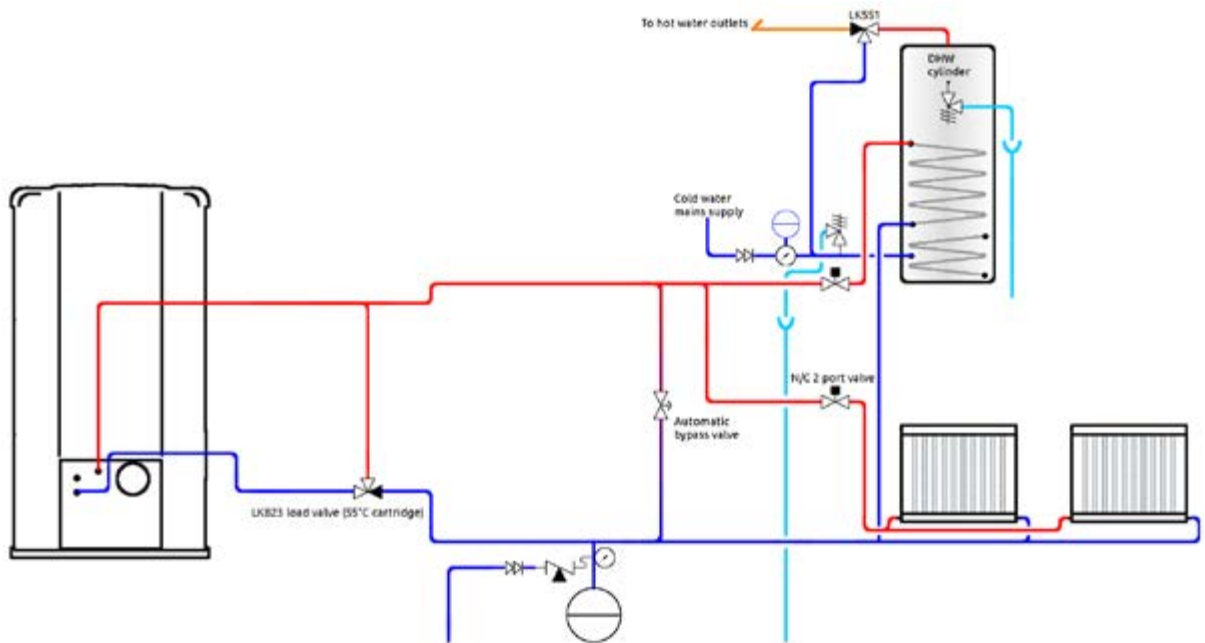 To hot water outlets
LK551
DHW
cylinder
Cold water
mains supply
N/C 2 port valve
Automatic
bypass valve
LK823 load valve (55°C cartridge)